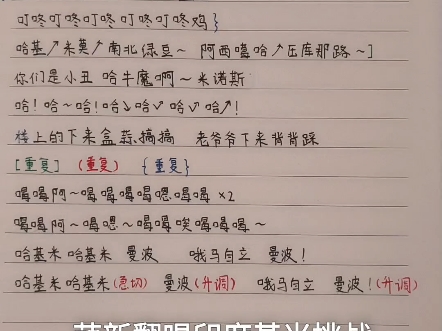 叮咚叮咚叮咚叮咚叮咚鸡}
哈基↗米莫↗南北绿豆~ 阿西嘎哈↗压库那路~]
你们是小丑 哈牛魔啊~米诺斯
哈!哈~哈!哈↘哈↗哈↘哈↗!
楼上的下来盒蒜,搞搞 老爷爷下来背背踩
[重复] (重复) {重复}
嘎嘎阿~嘎嘎嘎嘎嗯嘎嘎 ×2
嘎嘎阿~嘎嗯~嘎嘎唉嘎嘎嘎~
哈基米哈基米 曼波 哦马自立 曼波!
哈基米哈基米(急切) 曼波(升调) 哦马自立 曼波!(升调)